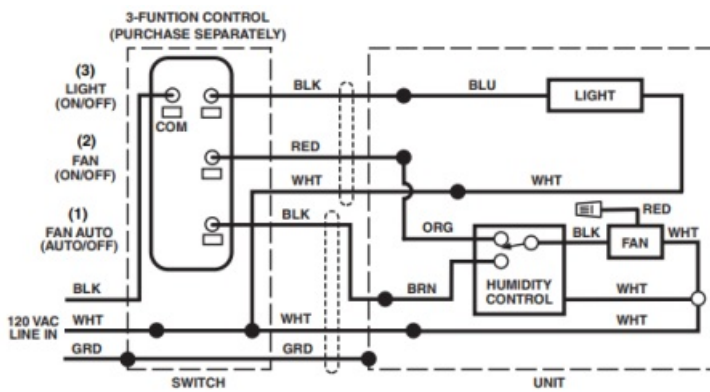 3-FUNTION CONTROL
(PURCHASE SEPARATELY)
(3)
LIGHT
(ON/OFF)
COM
BLK
BLU
LIGHT
(2)
FAN
(ON/OFF)
RED
WHT
WHT
(1)
FAN AUTO
(AUTO/OFF)
BLK
ORG
RED
BLK
FAN
WHT
HUMIDITY
CONTROL
BLK
BRN
WHT
120 VAC
LINE IN
WHT
WHT
WHT
GRD
GRD
SWITCH
UNIT